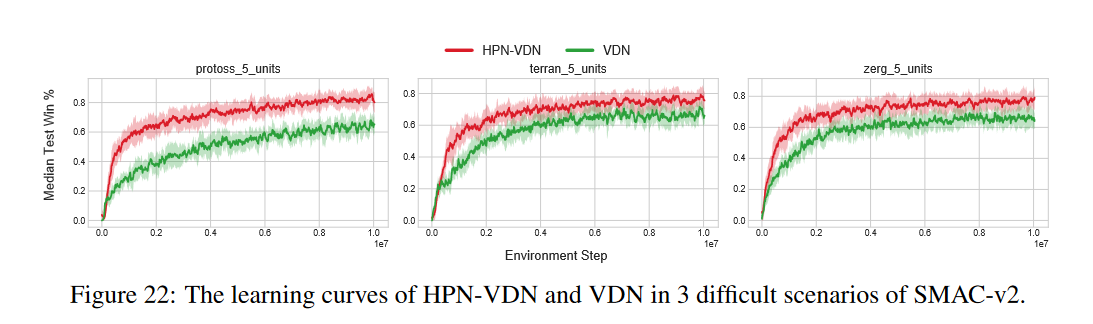 HPN-VDN VDN
protoss_5_units terran_5_units zerg_5_units
Median Test Win %
0.8
0.6
0.4
0.2
0.0
0.0 0.2 0.4 0.6 0.8 1.0
1e7
0.8
0.6
0.4
0.2
0.0
0.0 0.2 0.4 0.6 0.8 1.0
1e7
0.8
0.6
0.4
0.2
0.0
0.0 0.2 0.4 0.6 0.8 1.0
1e7
Environment Step
Figure 22: The learning curves of HPN-VDN and VDN in 3 difficult scenarios of SMAC-v2.